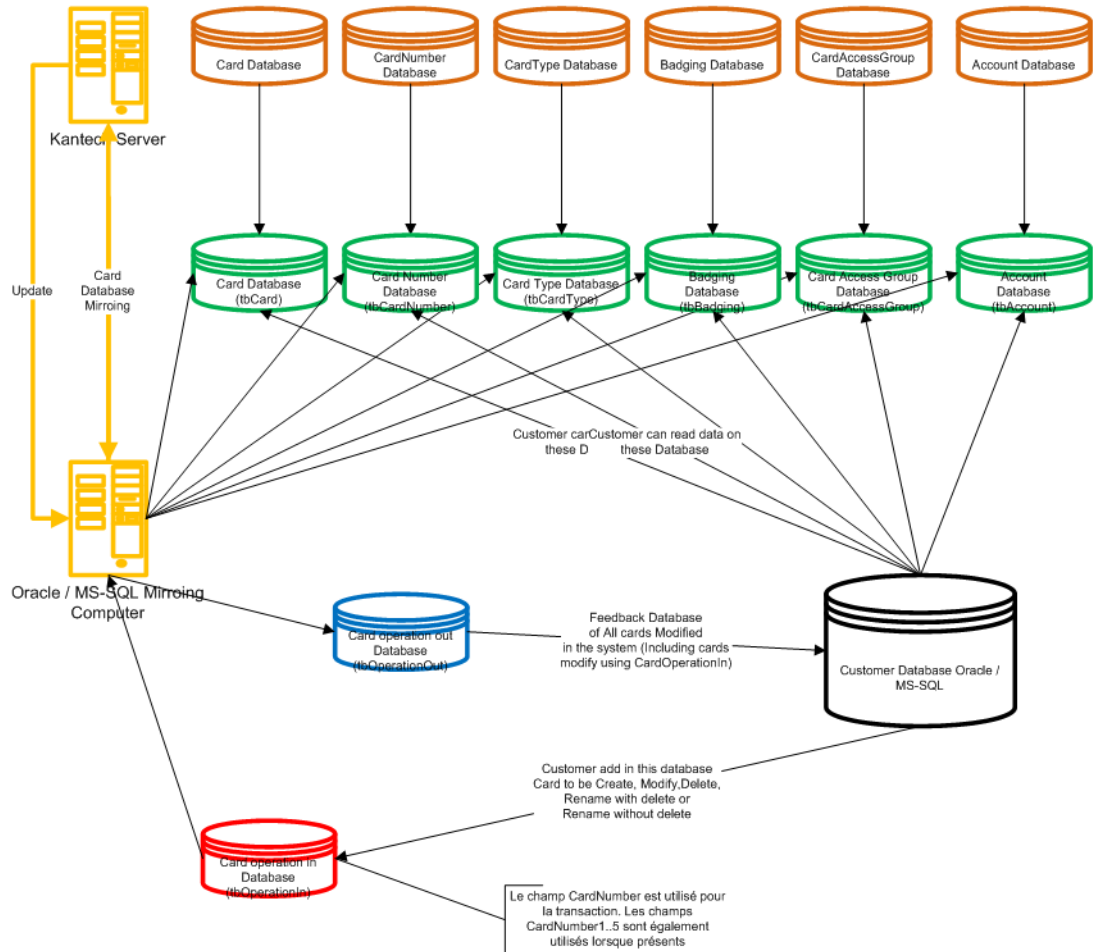 Card Database
CardNumber
Database
CardType Database
Badging Database
CardAccessGroup
Database
Account Database
Kantech Server
Update
Card
Database
Mirroing
Card Database
(tbCard)
Card Number
Database
(tbCardNumber)
Card Type Database
(tbCardType)
Badging
Database
(tbBadging)
Card Access Group
Database
(tbCardAccessGroup)
Account
Database
(tbAccount)
Customer car
these D
Customer can read data on
these Database
Oracle / MS-SQL Mirroing
Computer
Card operation out
Database
(tbOperationOut)
Feedback Database
of All cards Modified
in the system (Including cards
modify using CardOperationIn)
Customer Database Oracle /
MS-SQL
Customer add in this database
Card to be Create, Modify,Delete,
Rename with delete or
Rename without delete
Card operation in
Database
(tbOperationIn)
Le champ CardNumber est utilisé pour
la transaction. Les champs
CardNumber1..5 sont également
utilisés lorsque présents